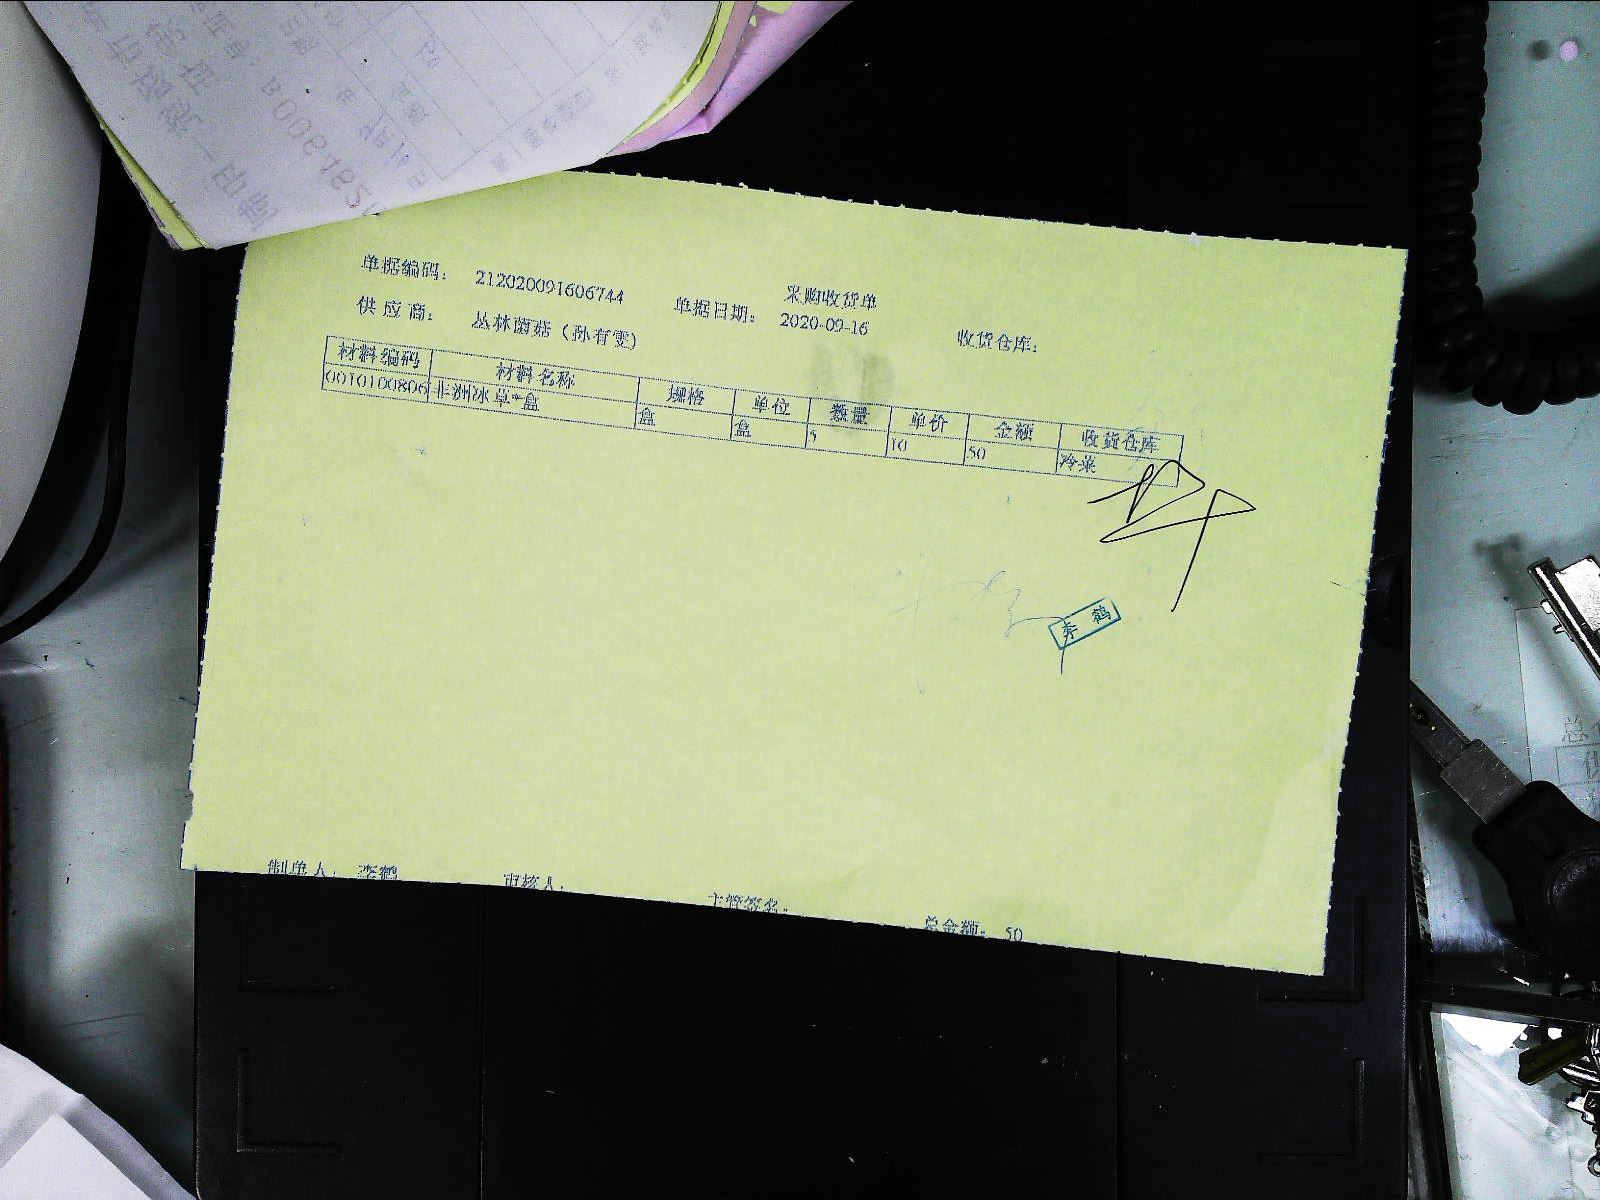 采购收货单
单据编码: 212020091606744 单据日期: 2020-09-16 收货仓库:
供应商: 丛林菌菇(孙有雯)
材料编码 材料名称 规格 单位 数量 单价 金额 收货仓库
0010100806 非洲冰草*盒 盒 盒 5 10 50 冷菜
李鹤
制单人: 李鹤 审核人: 主管签名: 总金额: 50